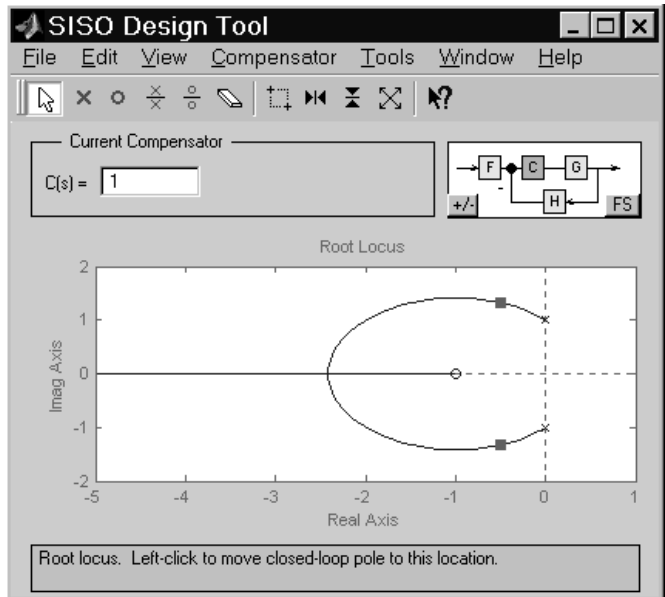 SISO Design Tool
File Edit View Compensator Tools Window Help
Current Compensator
C(s) = 1
F C G
- H
+/- FS
Root Locus
Imag Axis
2
1
0
-1
-2
-5 -4 -3 -2 -1 0 1
Real Axis
Root locus. Left-click to move closed-loop pole to this location.